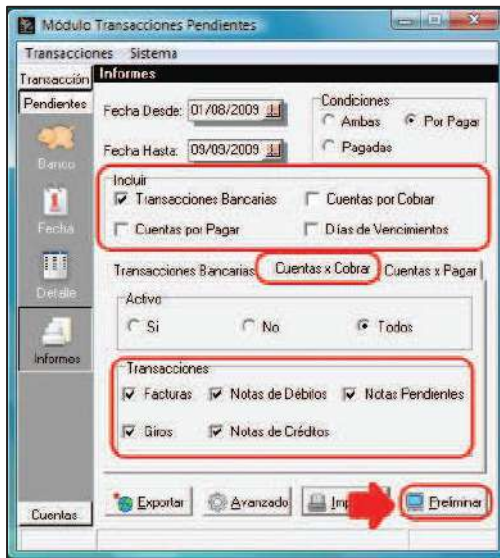 Módulo Transacciones Pendientes
Transacciones Sistema
Transacción
Informes
Pendientes
Fecha Desde: 01/08/2009
Condiciones
Ambas Por Pagar
Banco
Fecha Hasta: 09/09/2009
Pagadas
Incluir
Transacciones Bancarias Cuentas por Cobrar
Fecha
Cuentas por Pagar Días de Vencimientos
Transacciones Bancarias Cuentas x Cobrar Cuentas x Pagar
Detalle
Activo
Si No Todos
Informes
Transacciones
Facturas Notas de Débitos Notas Pendientes
Giros Notas de Créditos
Exportar Avanzado Preliminar
Cuentas